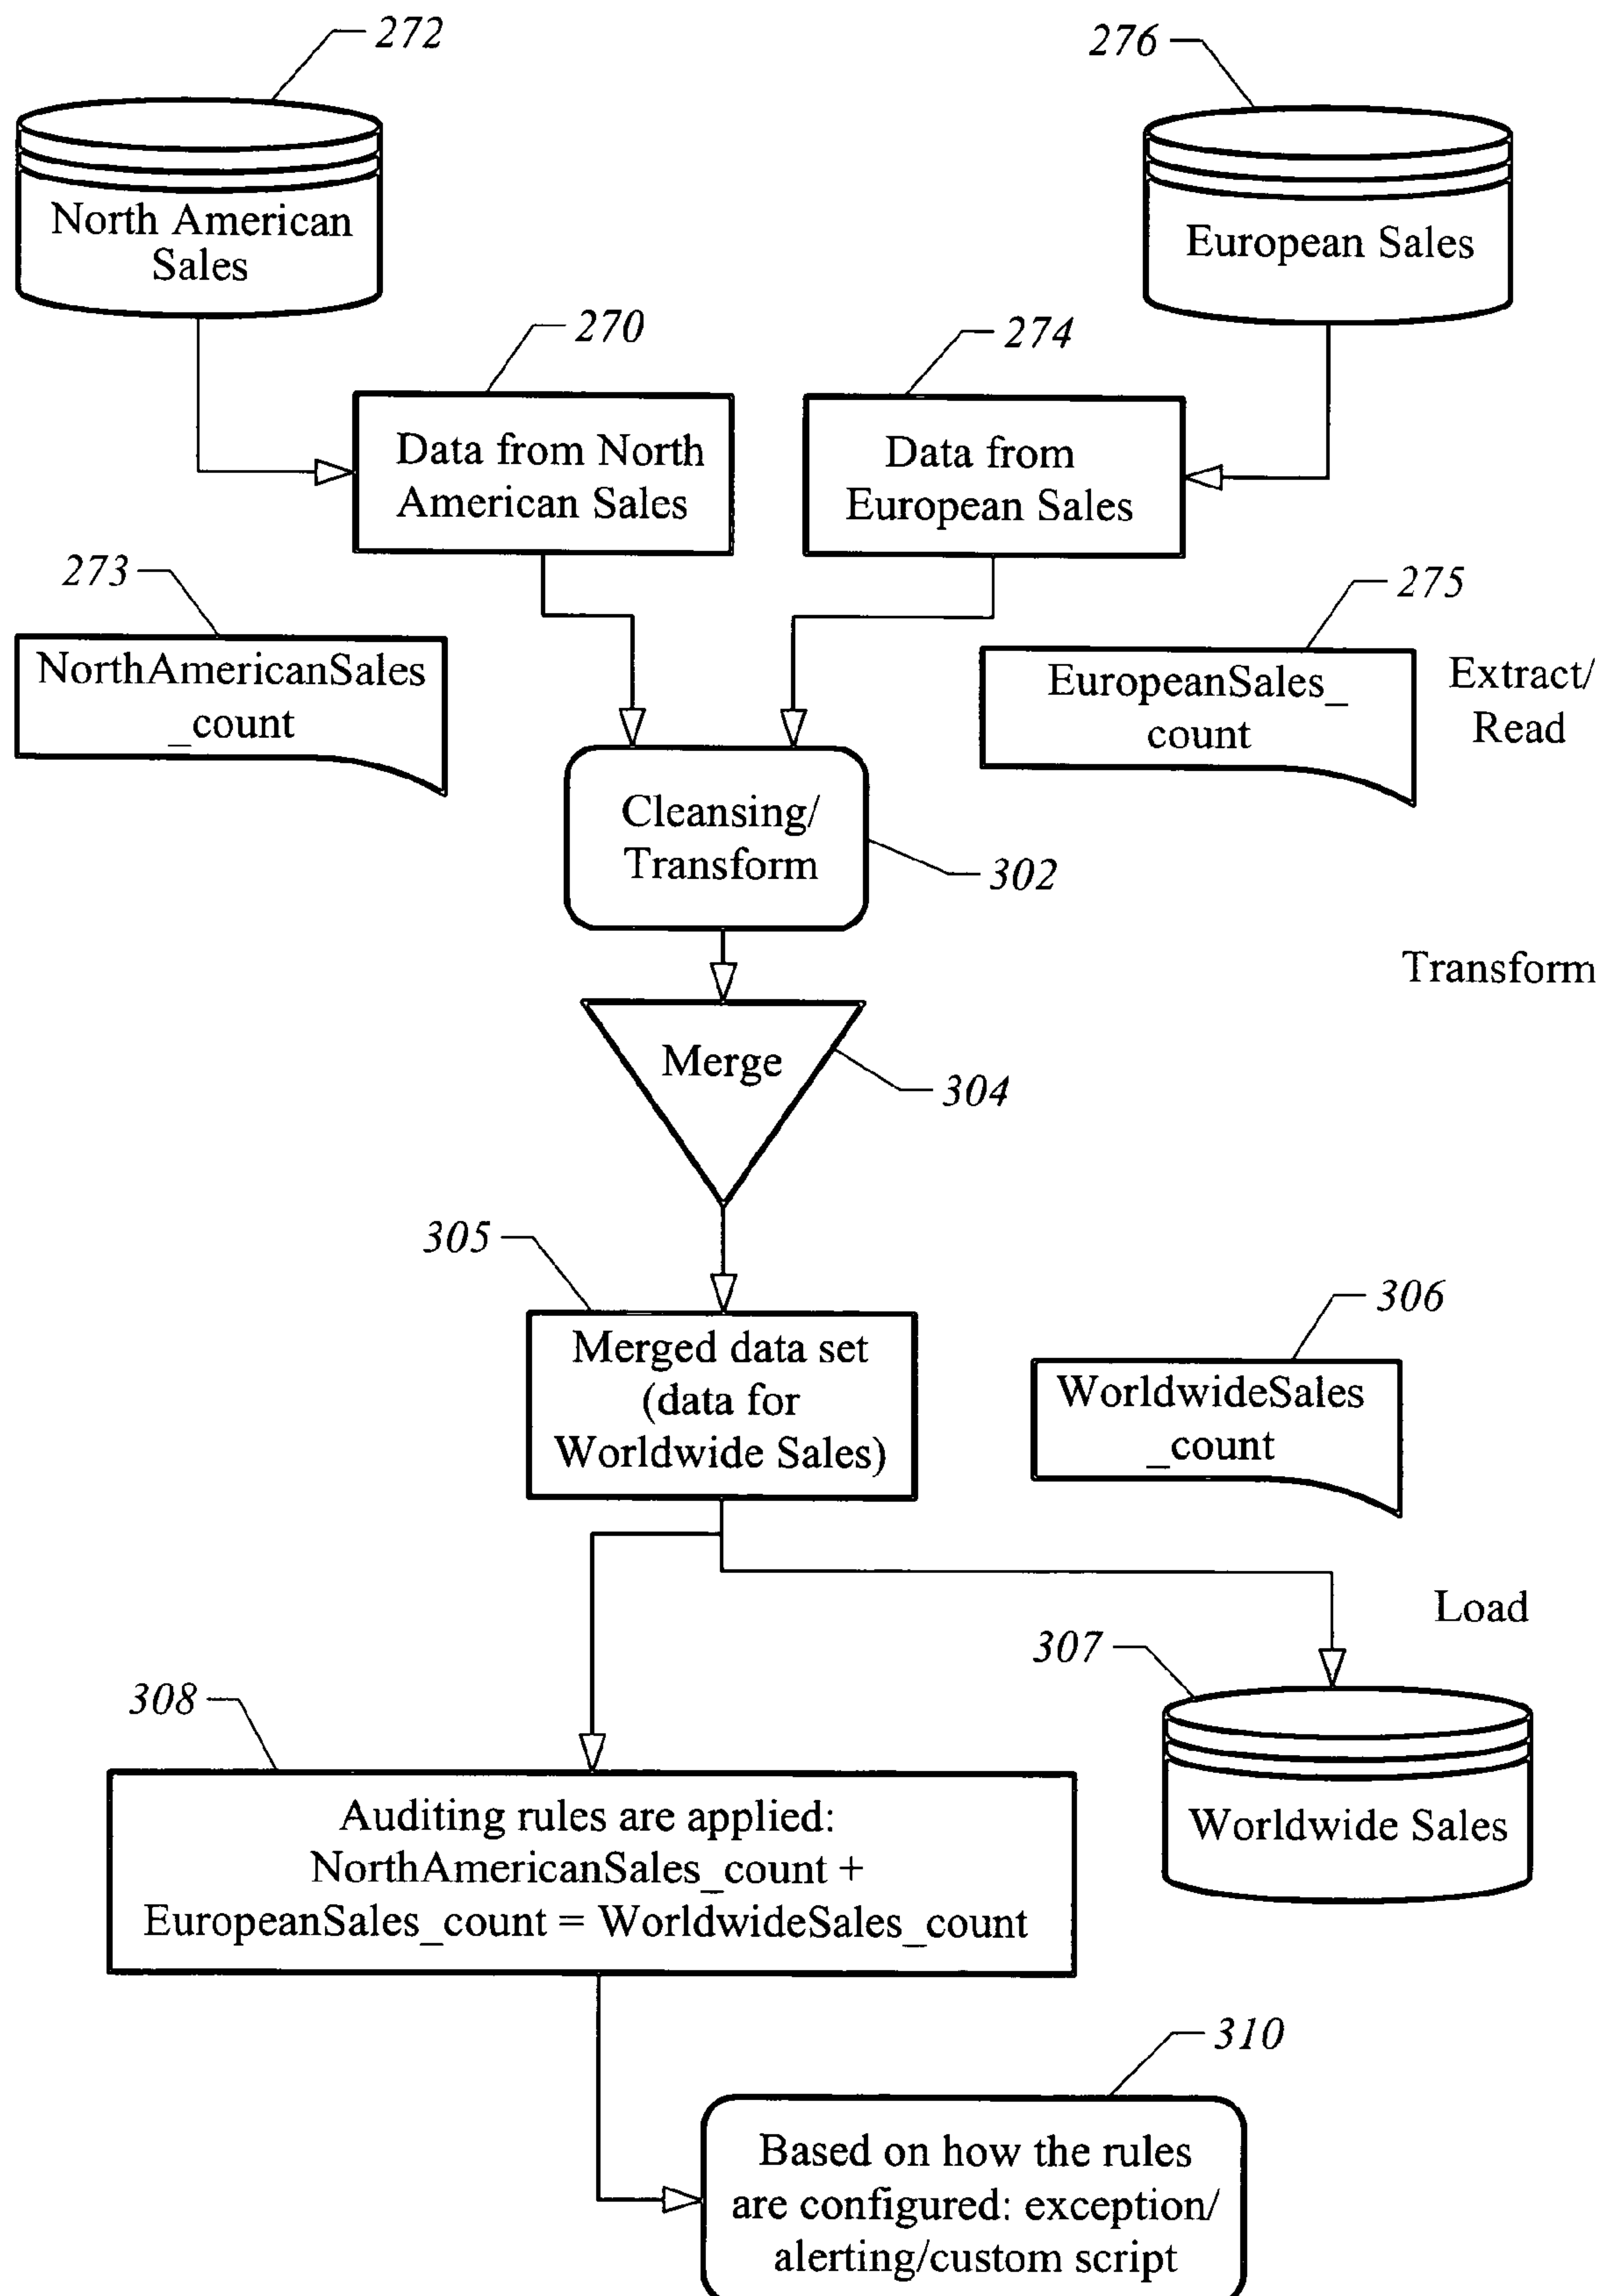 272
276
North American
Sales
European Sales
270
274
Data from North
American Sales
Data from
European Sales
273
275
NorthAmericanSales
_count
EuropeanSales_
count
Extract/
Read
Cleansing/
Transform
302
Transform
Merge
304
305
306
Merged data set
(data for
Worldwide Sales)
WorldwideSales
_count
Load
307
308
Worldwide Sales
Auditing rules are applied:
NorthAmericanSales_count +
EuropeanSales_count = WorldwideSales_count
310
Based on how the rules
are configured: exception/
alerting/custom script